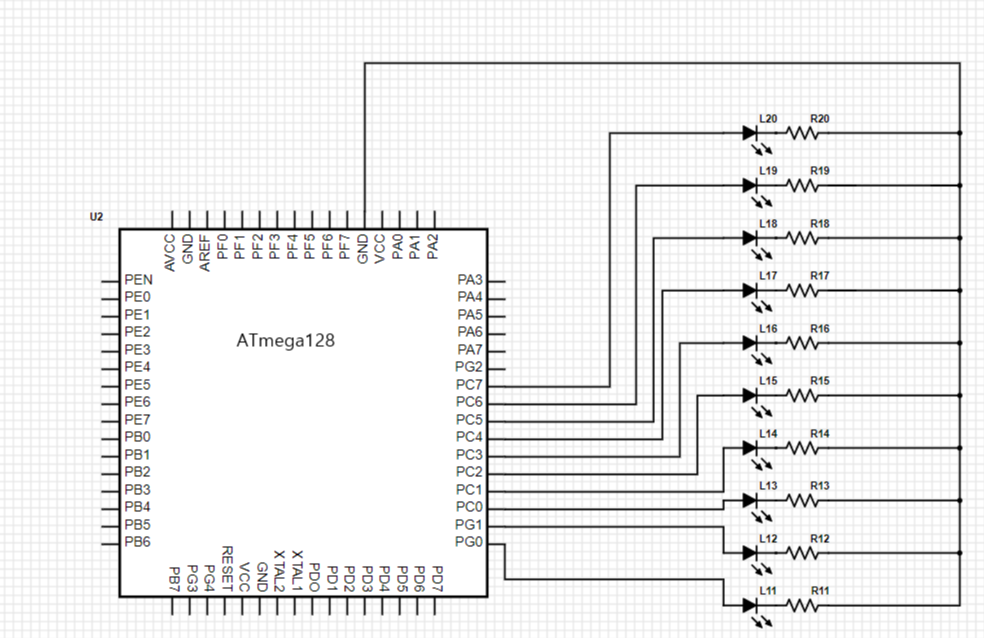 L20 R20
L19 R19
U2
L18 R18
AVCC GND AREF PF0 PF1 PF2 PF3 PF4 PF5 PF6 PF7 GND VCC PA0 PA1 PA2
PEN PA3
L17 R17
PE0 PA4
PE1 PA5
L16 R16
PE2 PA6
ATmega128
PE3 PA7
PE4 PG2
L15 R15
PE5 PC7
PE6 PC6
PE7 PC5
L14 R14
PB0 PC4
PB1 PC3
PB2 PC2
L13 R13
PB3 PC1
PB4 PC0
PB5 PG1
L12 R12
PB6 PG0
PB7 PG3 PG4 RESET VCC GND XTAL2 XTAL1 PDO PD1 PD2 PD3 PD4 PD5 PD6 PD7
L11 R11